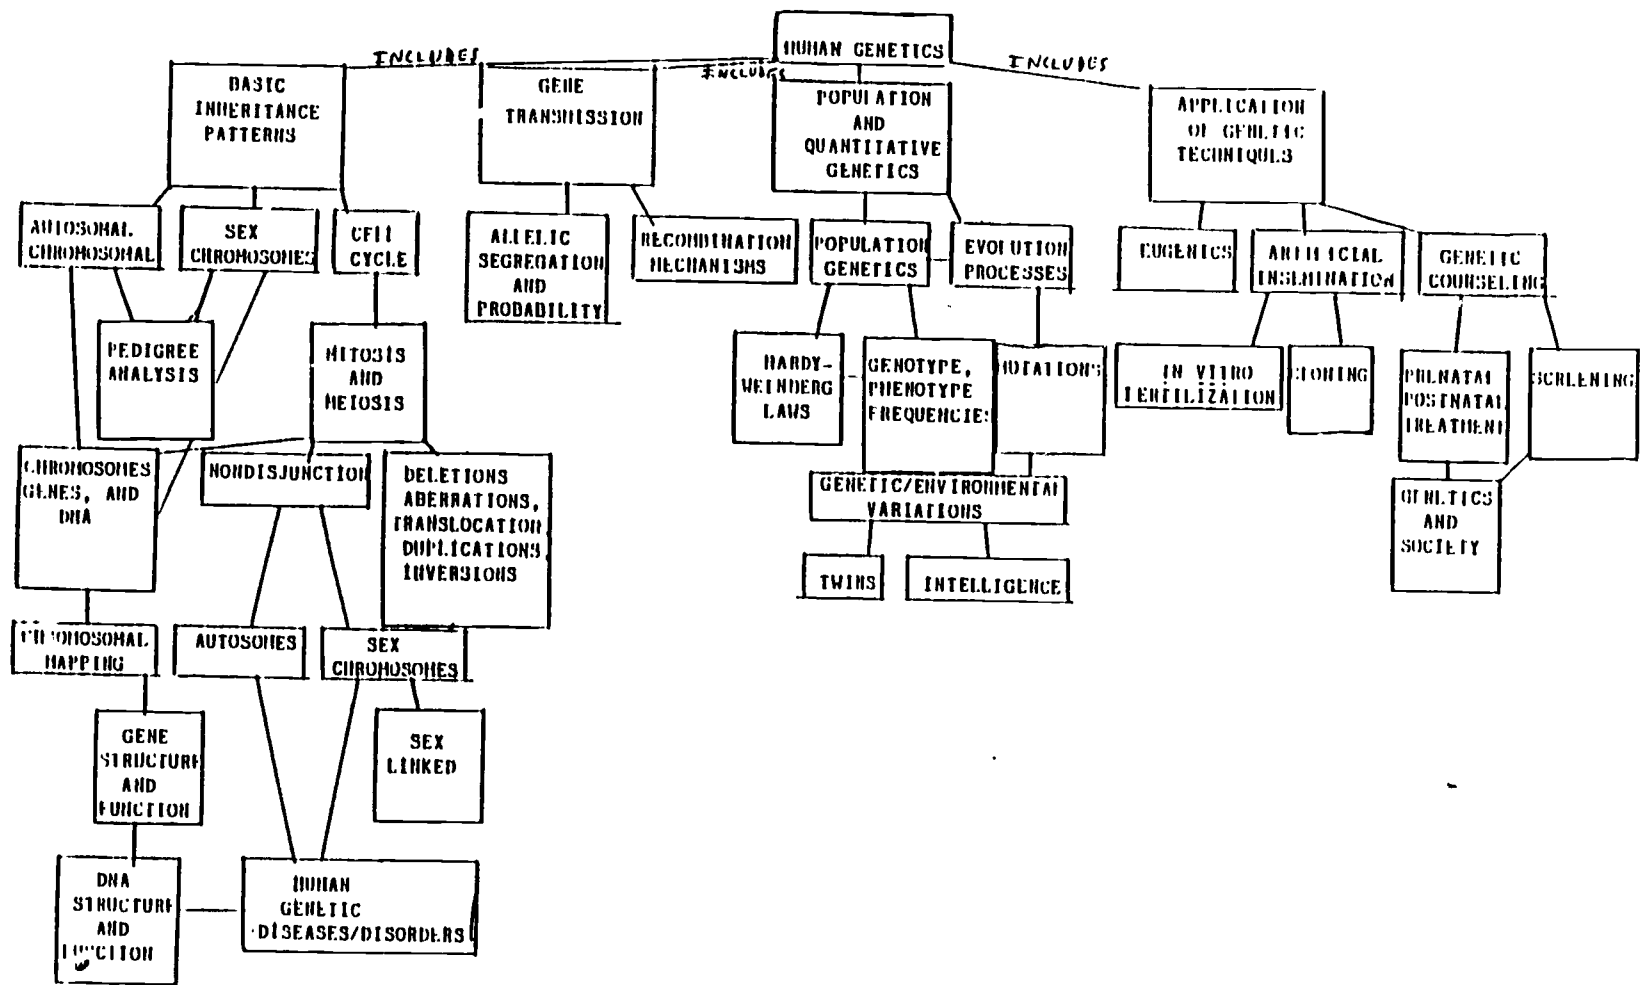 HUMAN GENETICS
INCLUDES
INCLUDES
INCLUDES
BASIC
INHERITANCE
PATTERNS
GENE
TRANSMISSION
POPULATION
AND
QUANTITATIVE
GENETICS
APPLICATION
OF GENETIC
TECHNIQUES
AUTOSOMAL
CHROMOSOMAL
SEX
CHROMOSOMES
CELL
CYCLE
ALLELIC
SEGREGATION
AND
PROBABILITY
RECOMBINATION
MECHANISMS
POPULATION
GENETICS
EVOLUTION
PROCESSES
EUGENICS
ARTIFICIAL
INSEMINATION
GENETIC
COUNSELING
PEDIGREE
ANALYSIS
MITOSIS
AND
MEIOSIS
HARDY-
WEINBERG
LAWS
GENOTYPE,
PHENOTYPE
FREQUENCIES
MUTATIONS
IN VITRO
FERTILIZATION
CLONING
PRENATAL
POSTNATAL
TREATMENT
SCREENING
CHROMOSOMES
GENES, AND
DNA
NONDISJUNCTION
DELETIONS
ABERRATIONS,
TRANSLOCATION
DUPLICATIONS
INVERSIONS
GENETIC/ENVIRONMENTAL
VARIATIONS
GENETICS
AND
SOCIETY
TWINS
INTELLIGENCE
CHROMOSOMAL
MAPPING
AUTOSOMES
SEX
CHROMOSOMES
GENE
STRUCTURE
AND
FUNCTION
SEX
LINKED
DNA
STRUCTURE
AND
FUNCTION
HUMAN
GENETIC
DISEASES/DISORDERS